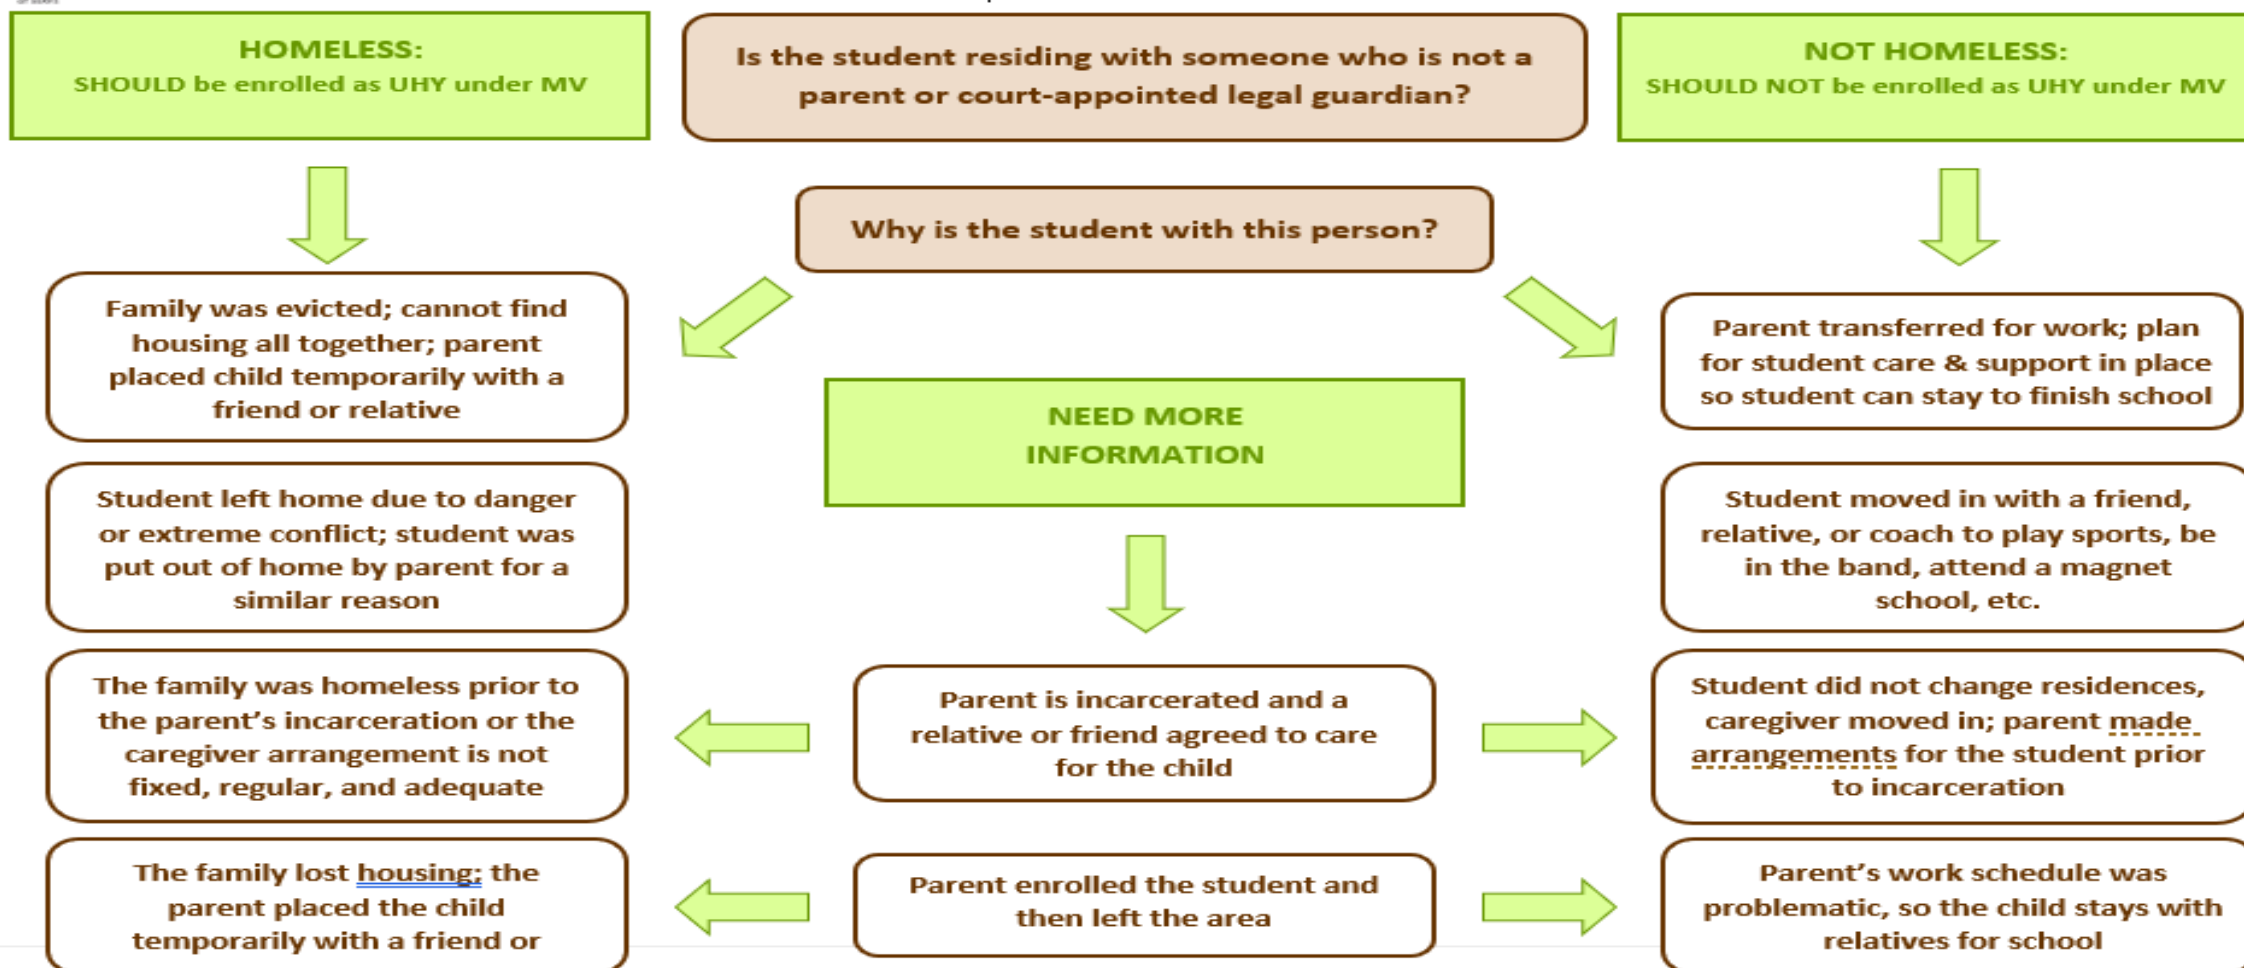 HOMELESS:
SHOULD be enrolled as UHY under MV
Is the student residing with someone who is not a
parent or court-appointed legal guardian?
NOT HOMELESS:
SHOULD NOT be enrolled as UHY under MV
Why is the student with this person?
Family was evicted; cannot find
housing all together; parent
placed child temporarily with a
friend or relative
Parent transferred for work; plan
for student care & support in place
so student can stay to finish school
NEED MORE
INFORMATION
Student left home due to danger
or extreme conflict; student was
put out of home by parent for a
similar reason
Student moved in with a friend,
relative, or coach to play sports, be
in the band, attend a magnet
school, etc.
The family was homeless prior to
the parent's incarceration or the
caregiver arrangement is not
fixed, regular, and adequate
Parent is incarcerated and a
relative or friend agreed to care
for the child
Student did not change residences,
caregiver moved in; parent made
arrangements for the student prior
to incarceration
The family lost housing; the
parent placed the child
temporarily with a friend or
Parent enrolled the student and
then left the area
Parent's work schedule was
problematic, so the child stays with
relatives for school